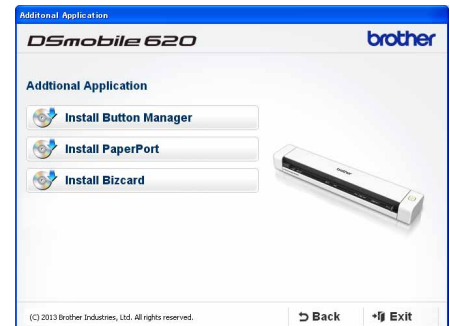 Additonal Application
DSmobile 620
brother
Addtional Application
Install Button Manager
Install PaperPort
Install Bizcard
brother
(C) 2013 Brother Industries, Ltd. All rights reserved.
Back
Exit